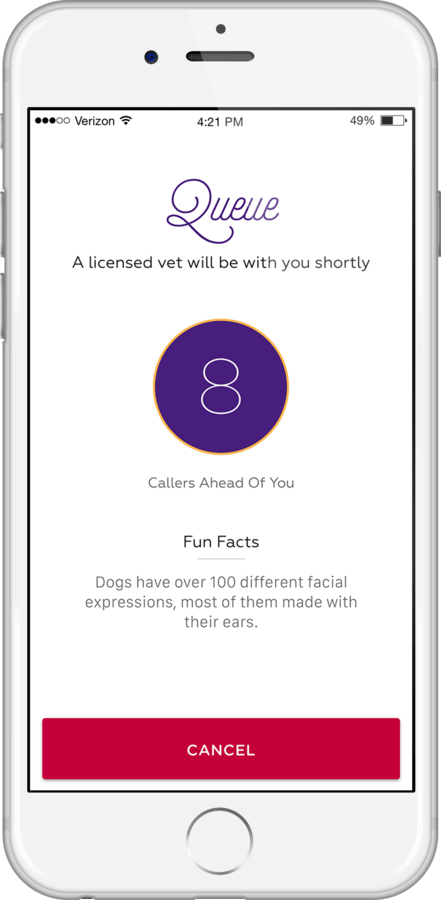 Verizon 4:21 PM 49%
Queue
A licensed vet will be with you shortly
8
Callers Ahead Of You
Fun Facts
Dogs have over 100 different facial
expressions, most of them made with
their ears.
CANCEL